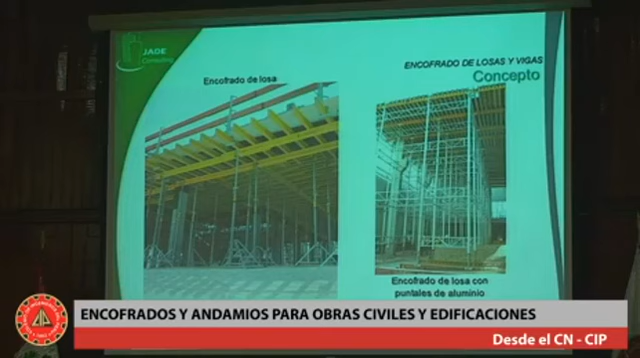 JADE
Consulting
ENCOFRADO DE LOSAS Y VIGAS
Concepto
Encofrado de losa
Encofrado de losa con
puntales de aluminio
ENCOFRADOS Y ANDAMIOS PARA OBRAS CIVILES Y EDIFICACIONES
Desde el CN - CIP